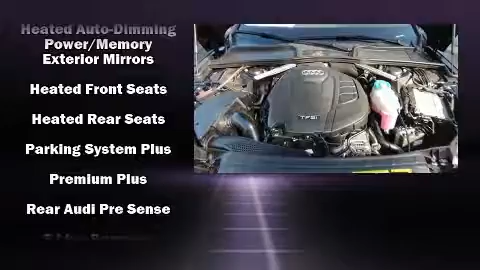 Heated Auto-Dimming
Power/Memory
Exterior Mirrors
Heated Front Seats
Heated Rear Seats
Parking System Plus
Premium Plus
Rear Audi Pre Sense
TFSI